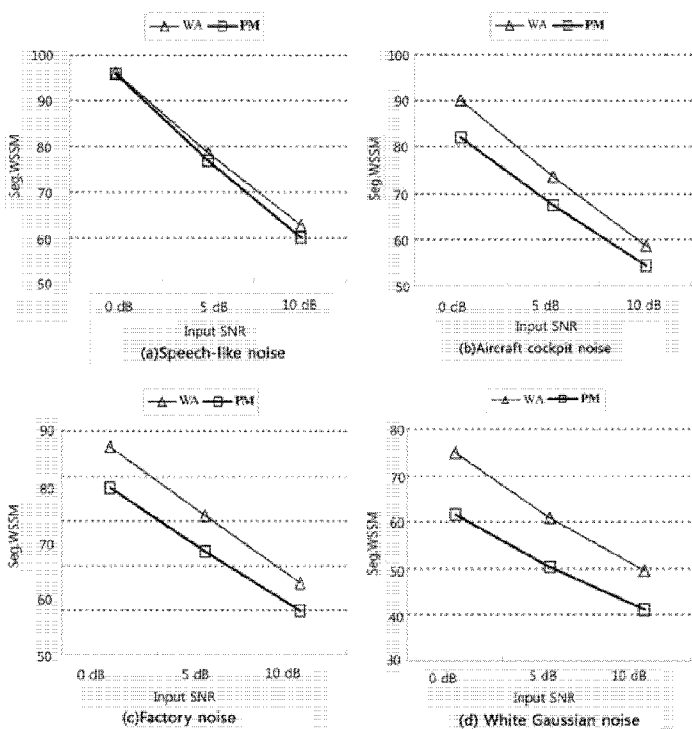 WA PM
WA PM
Seg.WSSM
100
90
80
70
60
50
0 dB 5 dB 10 dB
Input SNR
(a)Speech-like noise
Seg.WSSM
100
90
80
70
60
50
0 dB 5 dB 10 dB
Input SNR
(b)Aircraft cockpit noise
WA PM
WA PM
Seg.WSSM
90
80
70
60
50
0 dB 5 dB 10 dB
Input SNR
(c)Factory noise
Seg.WSSM
80
70
60
50
40
30
0 dB 5 dB 10 dB
Input SNR
(d) White Gaussian noise